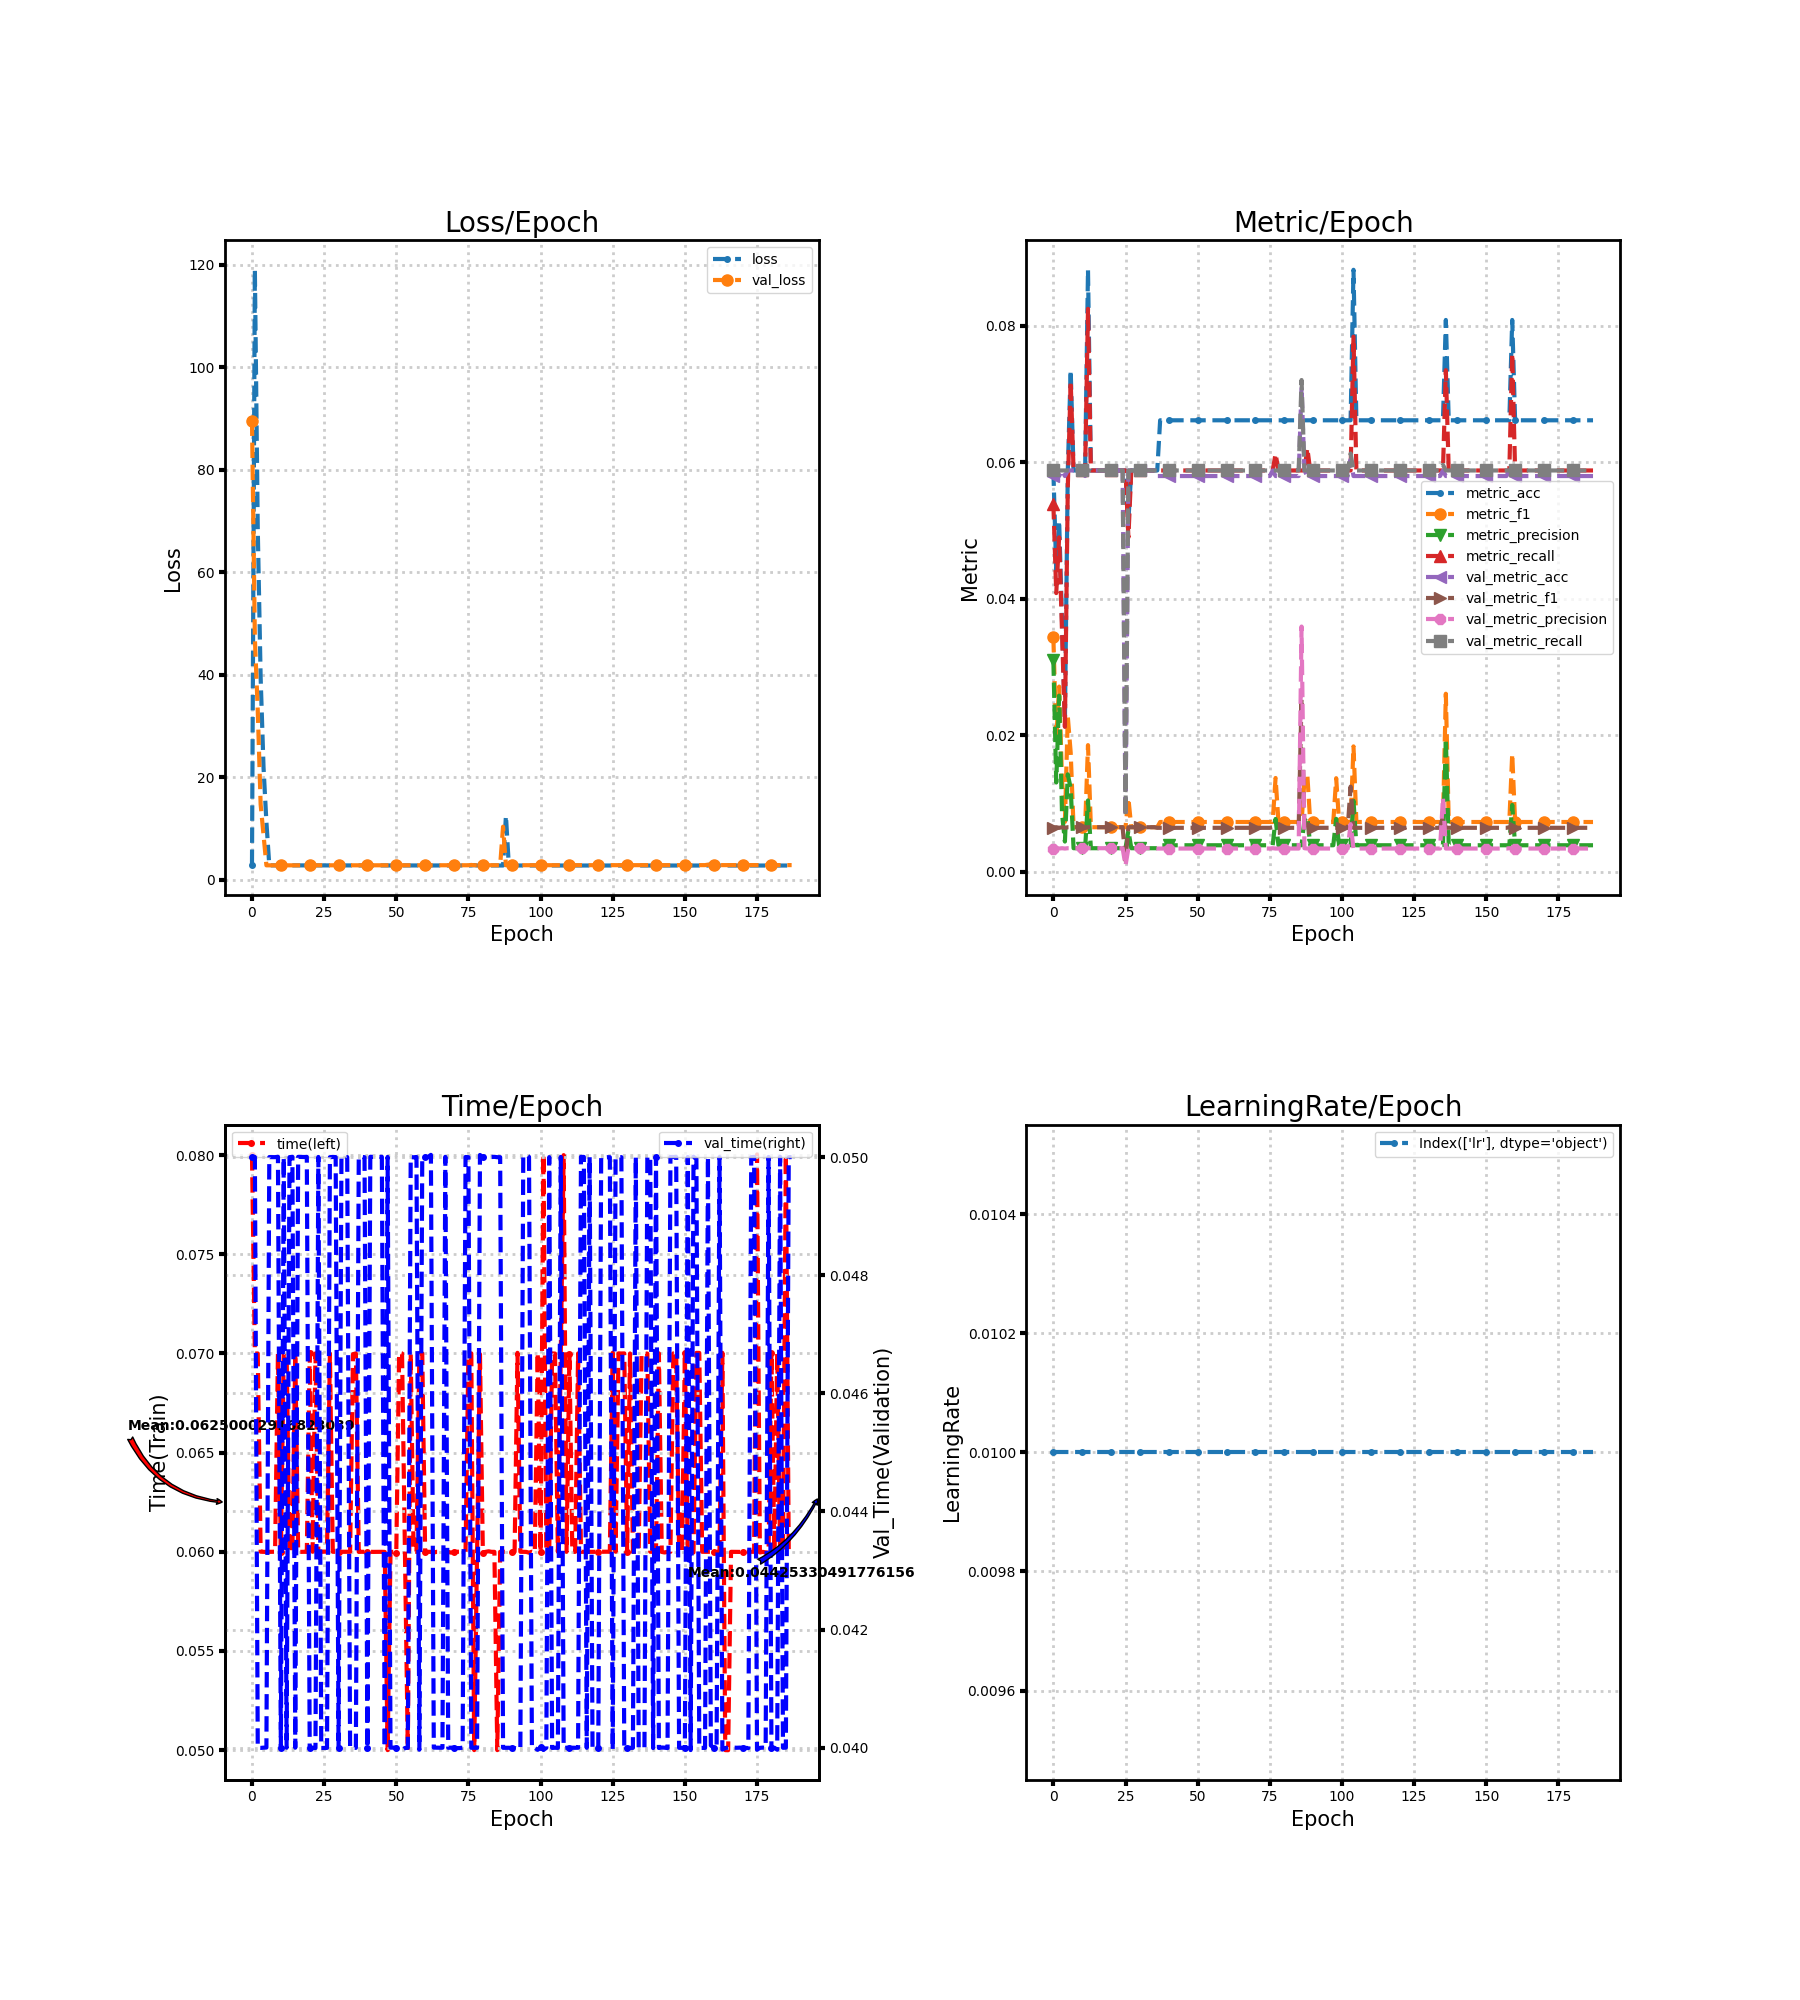 Loss/Epoch
120
100
80
60
40
20
0
Loss
loss
val_loss
0 25 50 75 100 125 150 175
Epoch
Metric/Epoch
0.08
0.06
0.04
0.02
0.00
Metric
metric_acc
metric_f1
metric_precision
metric_recall
val_metric_acc
val_metric_f1
val_metric_precision
val_metric_recall
0 25 50 75 100 125 150 175
Epoch
Time/Epoch
time(left)
val_time(right)
0.080
0.075
0.070
0.065
0.060
0.055
0.050
Time(Train)
0.050
0.048
0.046
0.044
0.042
0.040
Val_Time(Validation)
Mean:0.04425330491776156
0 25 50 75 100 125 150 175
Epoch
LearningRate/Epoch
Index(['lr'], dtype='object')
0.0104
0.0102
0.0100
0.0098
0.0096
LearningRate
0 25 50 75 100 125 150 175
Epoch